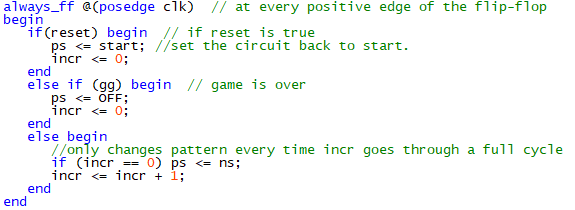 always_ff @(posedge clk)  // at every positive edge of the flip-flop
begin
   if(reset) begin  // if reset is true
      ps <= start; //set the circuit back to start.
      incr <= 0;
   end
   else if (gg) begin  // game is over
      ps <= OFF;
      incr <= 0;
   end
   else begin
      //only changes pattern every time incr goes through a full cycle
      if (incr == 0) ps <= ns;
      incr <= incr + 1;
   end
end